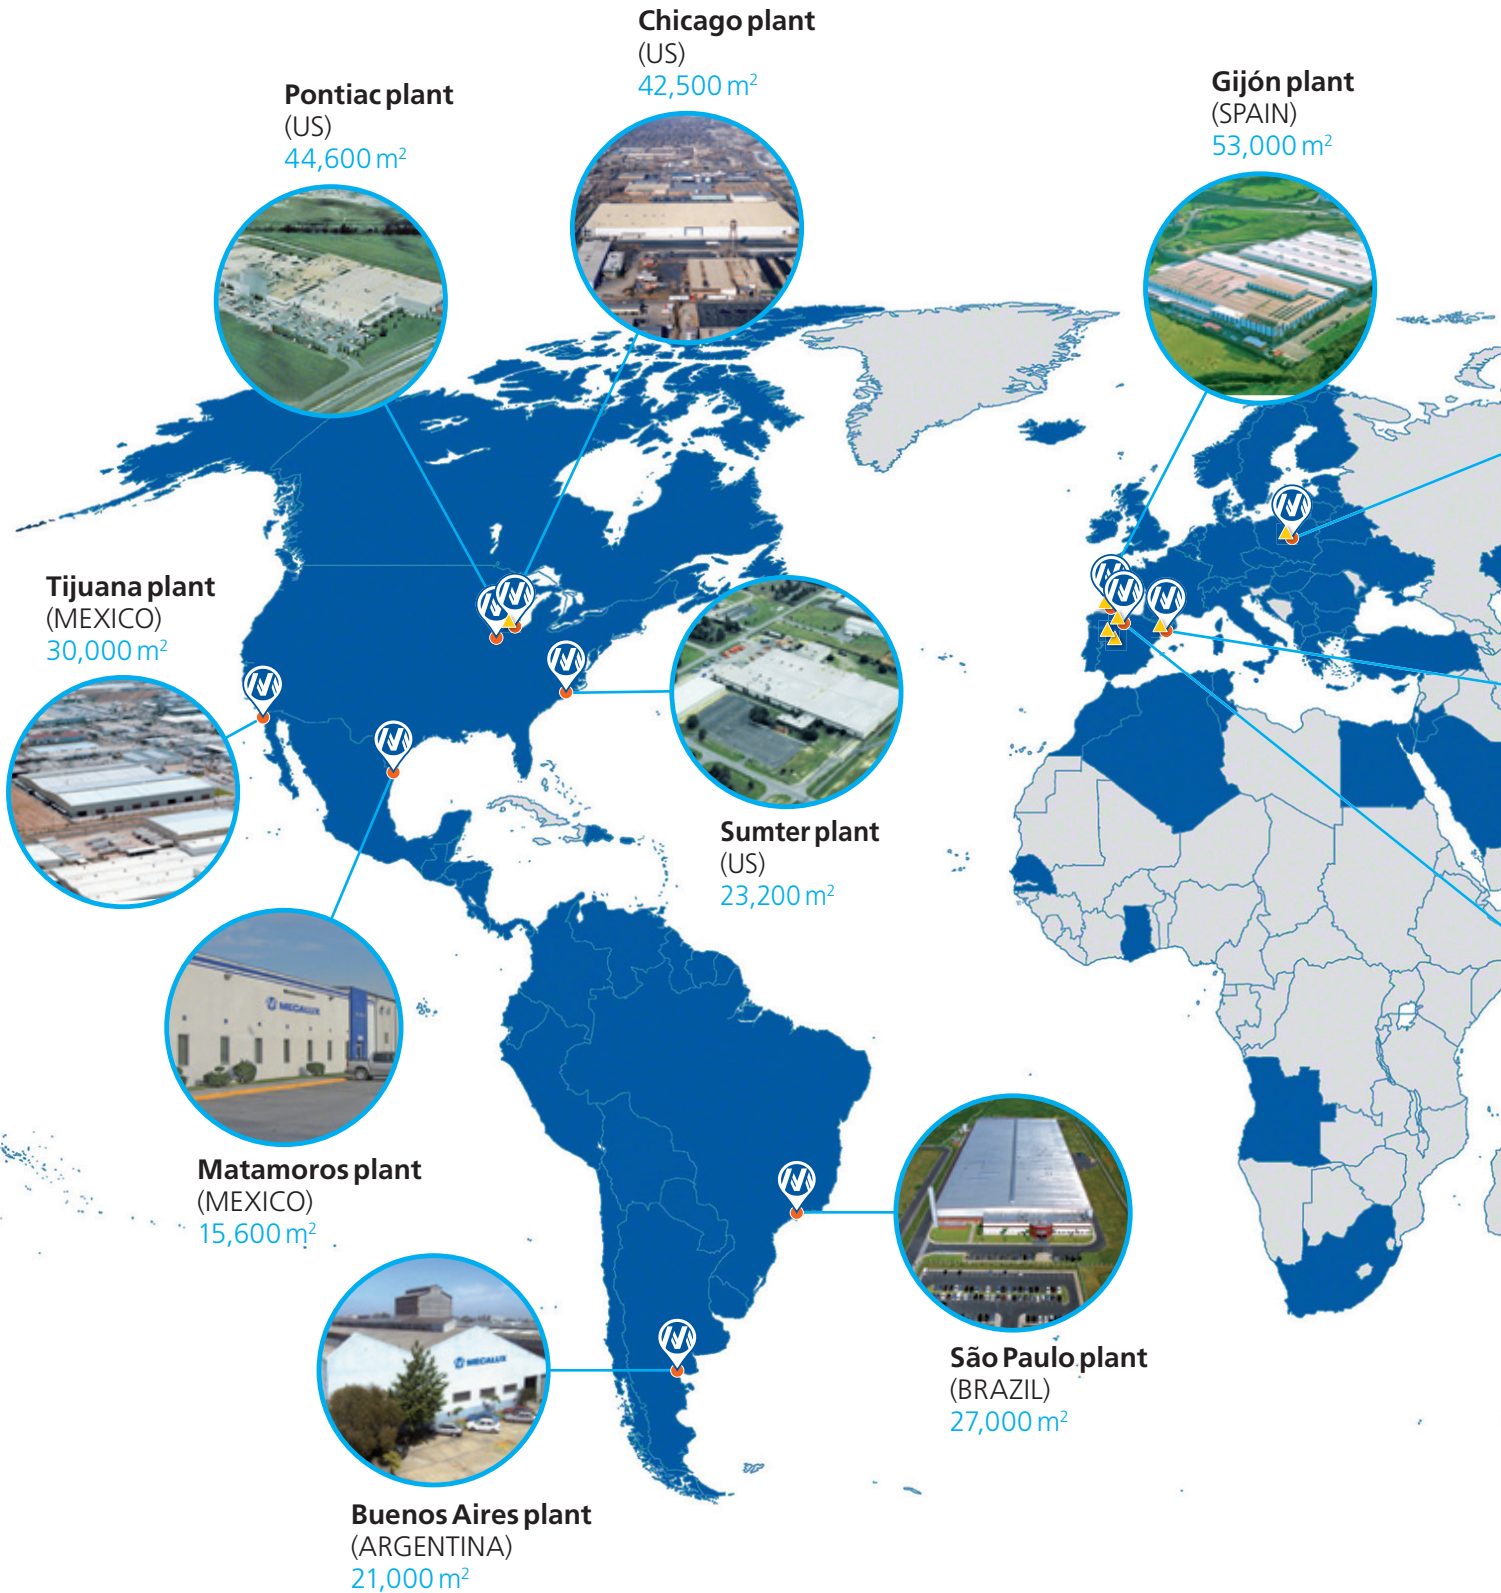 Chicago plant
(US)
42,500 m²
Pontiac plant
(US)
44,600 m²
Gijón plant
(SPAIN)
53,000 m²
Tijuana plant
(MEXICO)
30,000 m²
Sumter plant
(US)
23,200 m²
MECALUX
Matamoros plant
(MEXICO)
15,600 m²
São Paulo plant
(BRAZIL)
27,000 m²
MECALUX
Buenos Aires plant
(ARGENTINA)
21,000 m²